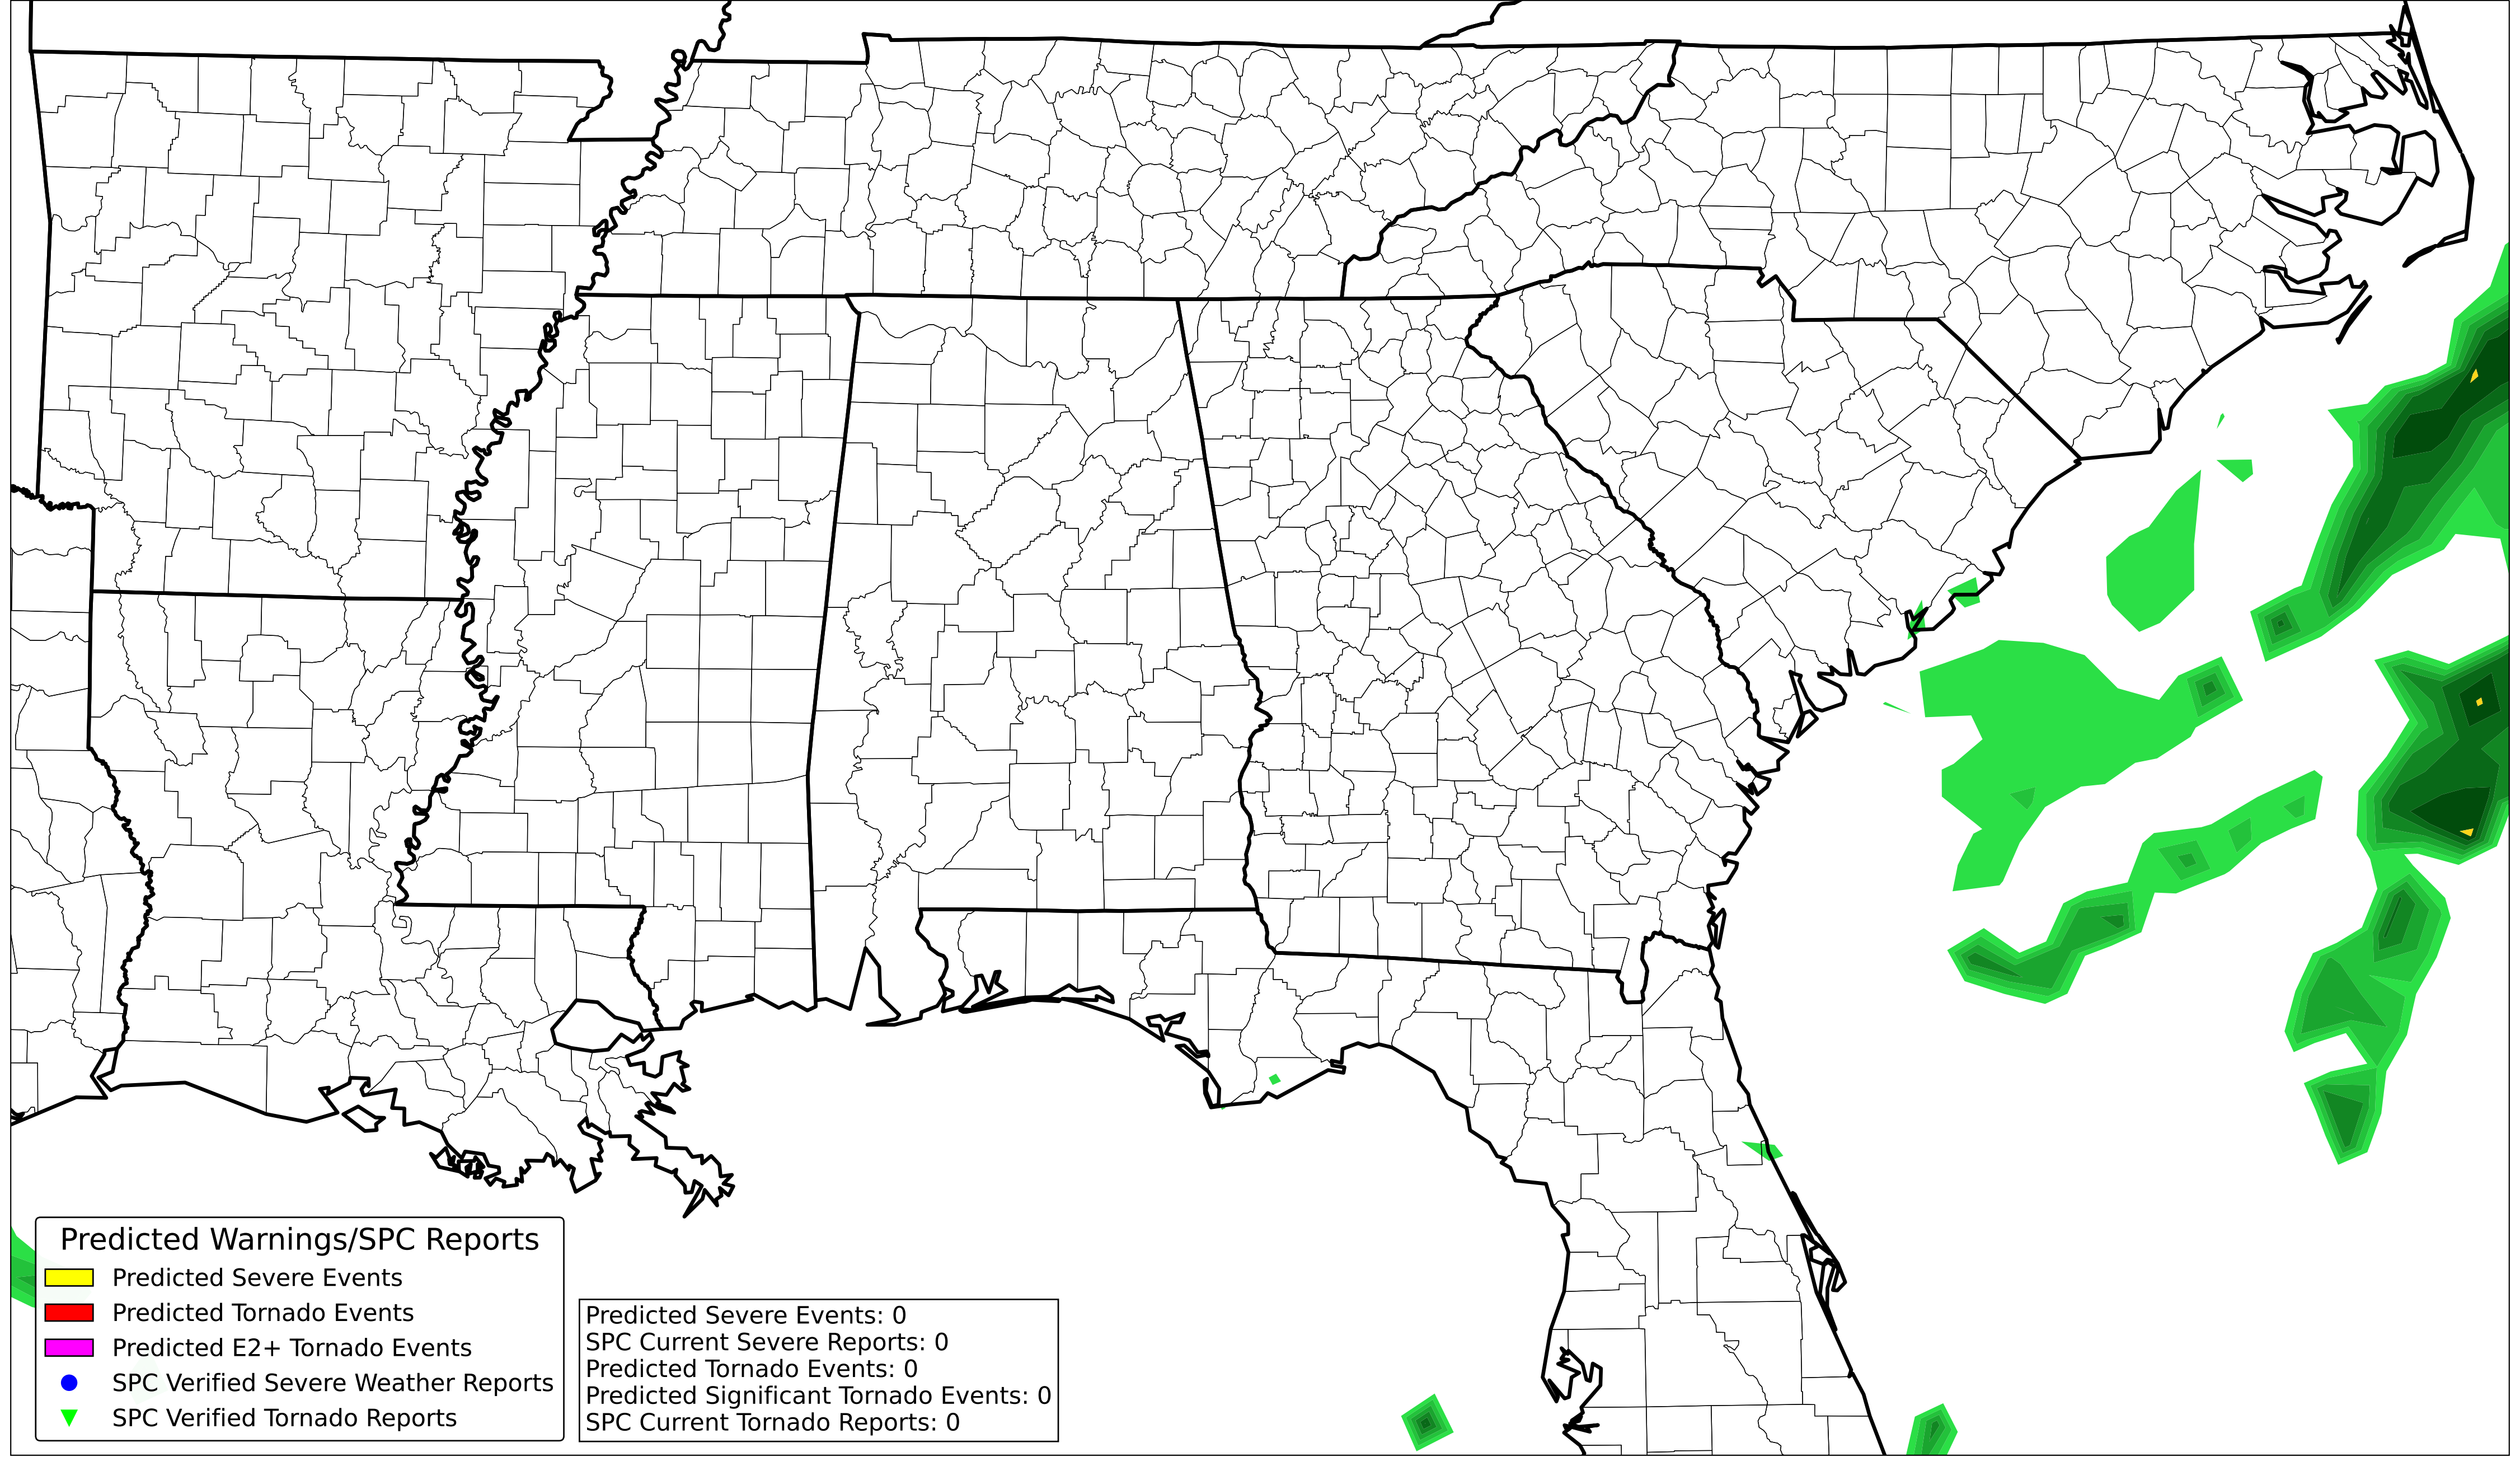 Predicted Warnings/SPC Reports
Predicted Severe Events
Predicted Tornado Events
Predicted E2+ Tornado Events
SPC Verified Severe Weather Reports
SPC Verified Tornado Reports
Predicted Severe Events: 0
SPC Current Severe Reports: 0
Predicted Tornado Events: 0
Predicted Significant Tornado Events: 0
SPC Current Tornado Reports: 0